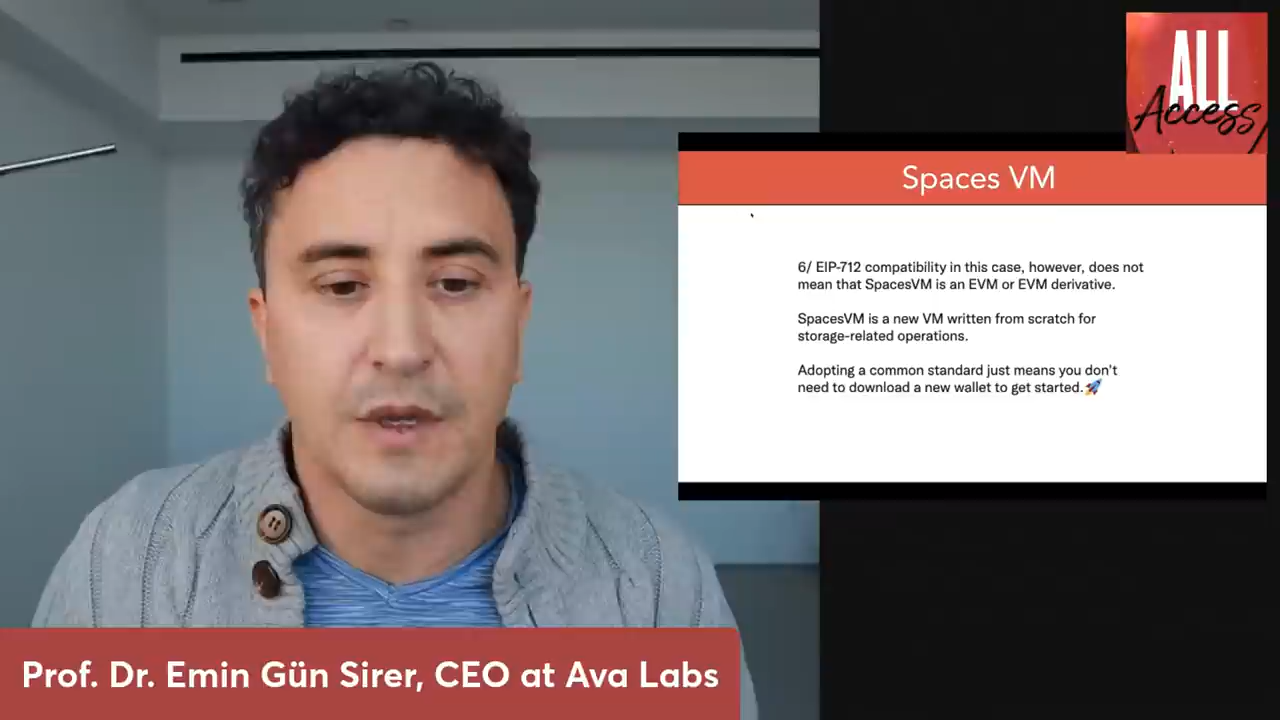 ALL
Access
Spaces VM
6/ EIP-712 compatibility in this case, however, does not
mean that SpacesVM is an EVM or EVM derivative.
SpacesVM is a new VM written from scratch for
storage-related operations.
Adopting a common standard just means you don't
need to download a new wallet to get started.🚀
Prof. Dr. Emin Gün Sirer, CEO at Ava Labs